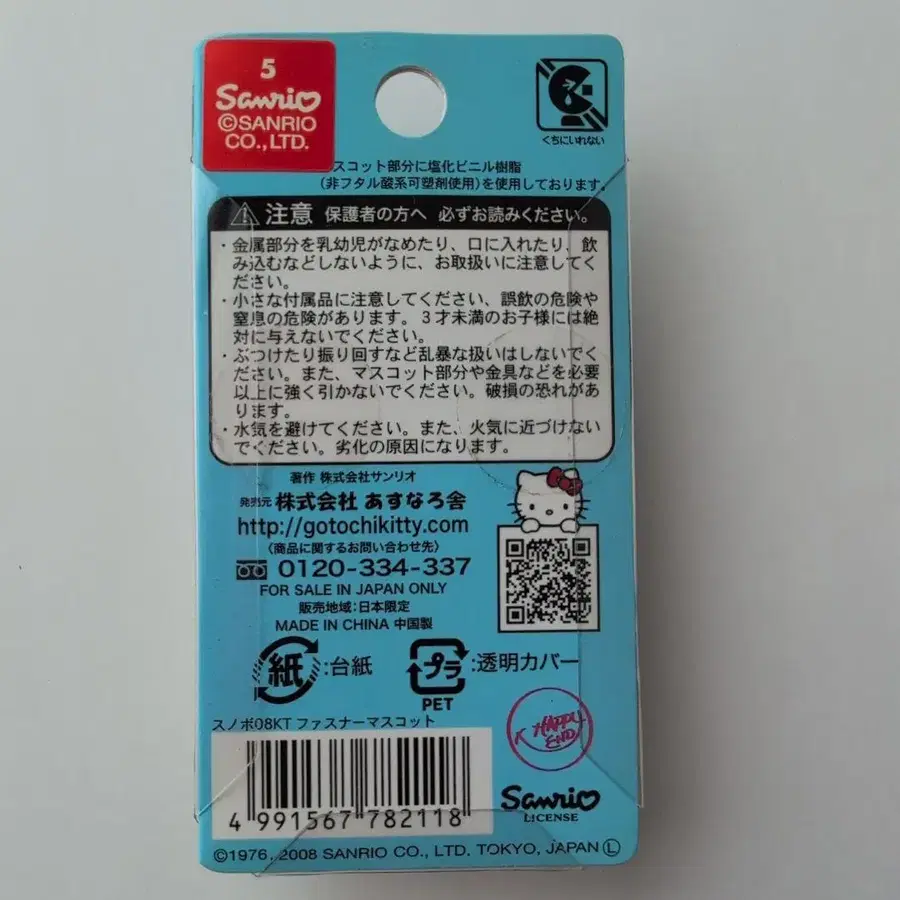 5
Sanrio
©SANRIO
CO.,LTD.
くちにいれない
スコット部分に塩化ビニル樹脂
(非フタル酸系可塑剤使用)を使用しております。
注意 保護者の方へ 必ずお読みください。
・金属部分を乳幼児がなめたり、口に入れたり、飲
み込むなどしないように、お取扱いに注意してく
ださい。
・小さな付属品に注意してください、誤飲の危険や
窒息の危険があります。3才未満のお子様には絶
対に与えないでください。
・ぶつけたり振り回すなど乱暴な扱いはしないでく
ださい。また、マスコット部分や金具などを必要
以上に強く引かないでください。破損の恐れがあ
ります。
・水気を避けてください。また、火気に近づけない
でください。劣化の原因になります。
著作 株式会社サンリオ
発売元 株式会社 あすなろ舎
http://gotochikitty.com
〈商品に関するお問い合わせ先〉
0120-334-337
FOR SALE IN JAPAN ONLY
販売地域:日本限定
MADE IN CHINA 中国製
紙:台紙
プラ:透明カバー
PET
スノボ08KT ファスナーマスコット
HAPPY
END
4 991567 782118
Sanrio
LICENSE
©1976, 2008 SANRIO CO., LTD. TOKYO, JAPAN Ⓛ